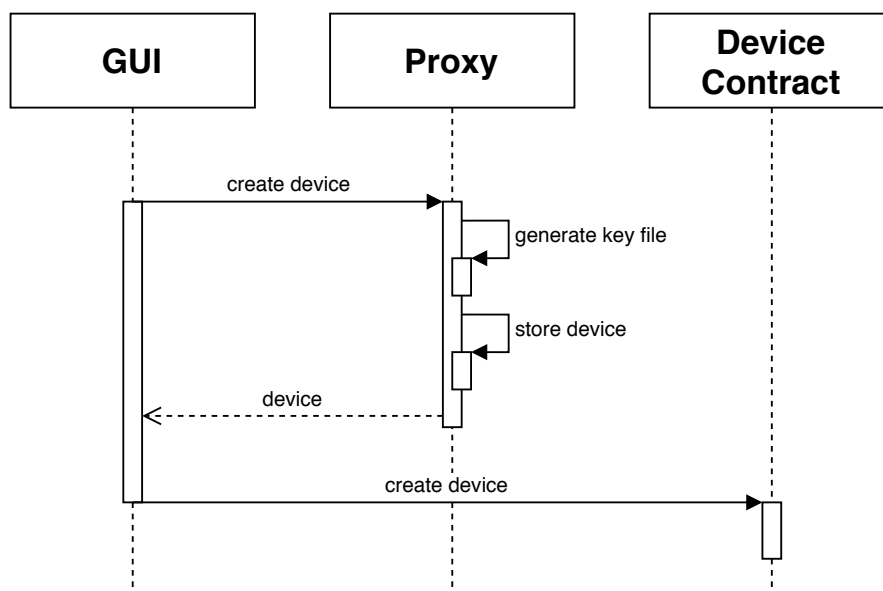 GUI
Proxy
Device
Contract
create device
generate key file
store device
device
create device